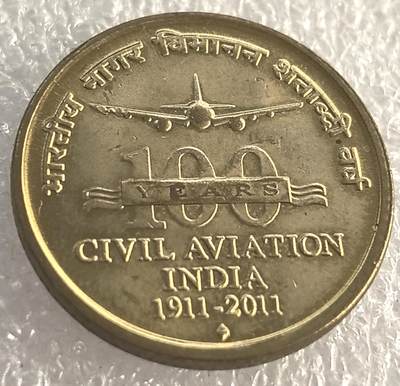 भारतीय नागर विमानन शताब्दी वर्ष
100
YEARS
CIVIL AVIATION
INDIA
1911-2011